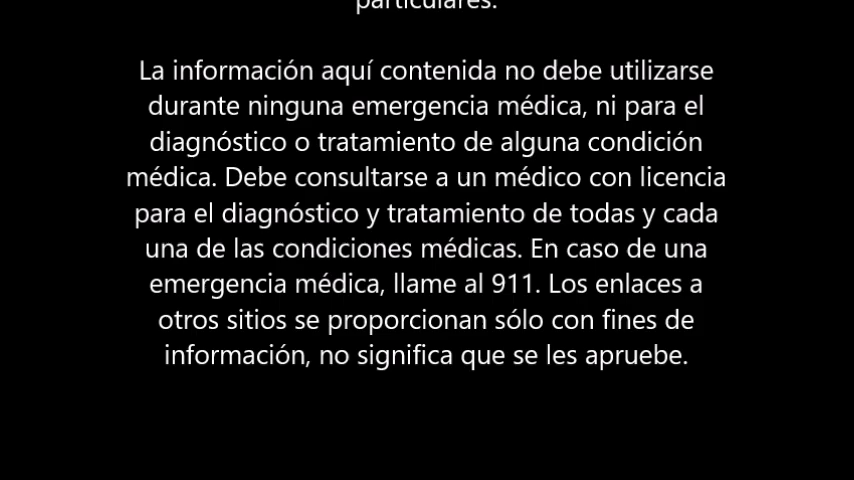 particulares.
La información aquí contenida no debe utilizarse
durante ninguna emergencia médica, ni para el
diagnóstico o tratamiento de alguna condición
médica. Debe consultarse a un médico con licencia
para el diagnóstico y tratamiento de todas y cada
una de las condiciones médicas. En caso de una
emergencia médica, llame al 911. Los enlaces a
otros sitios se proporcionan sólo con fines de
información, no significa que se les apruebe.